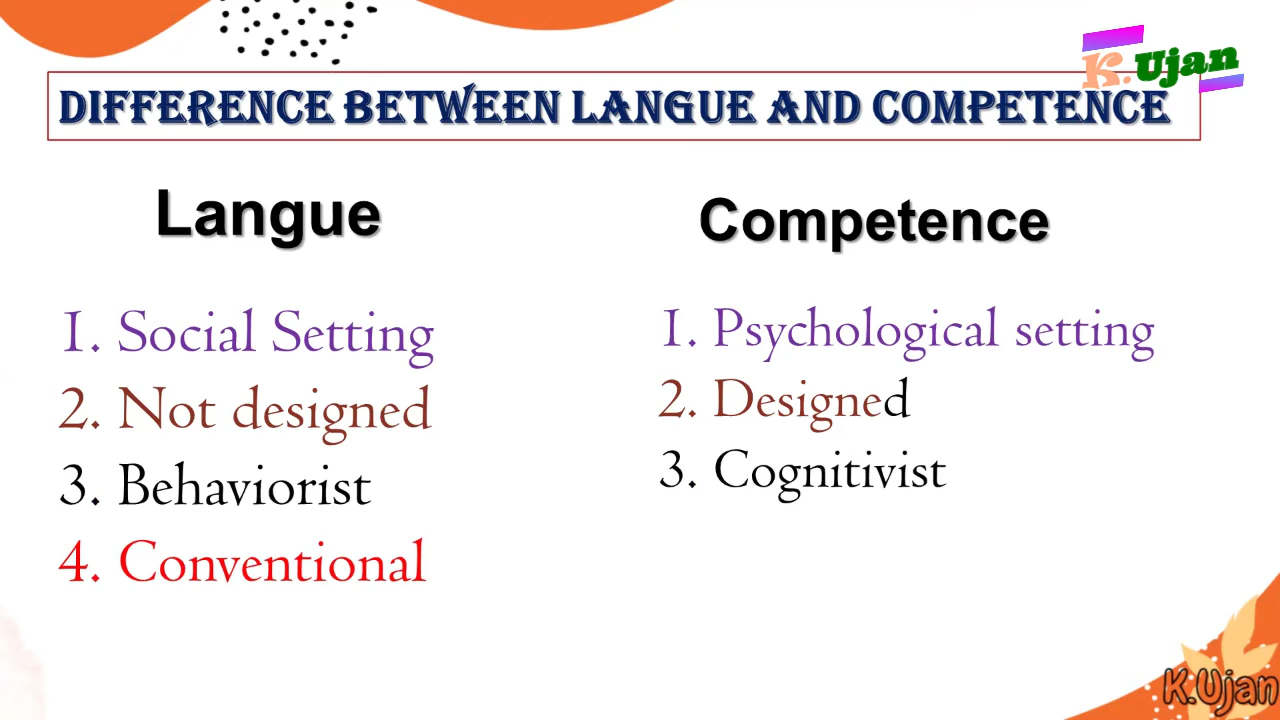 K. Ujan
DIFFERENCE BETWEEN LANGUE AND COMPETENCE
Langue
1. Social Setting
2. Not designed
3. Behaviorist
4. Conventional
Competence
1. Psychological setting
2. Designed
3. Cognitivist
K.Ujan